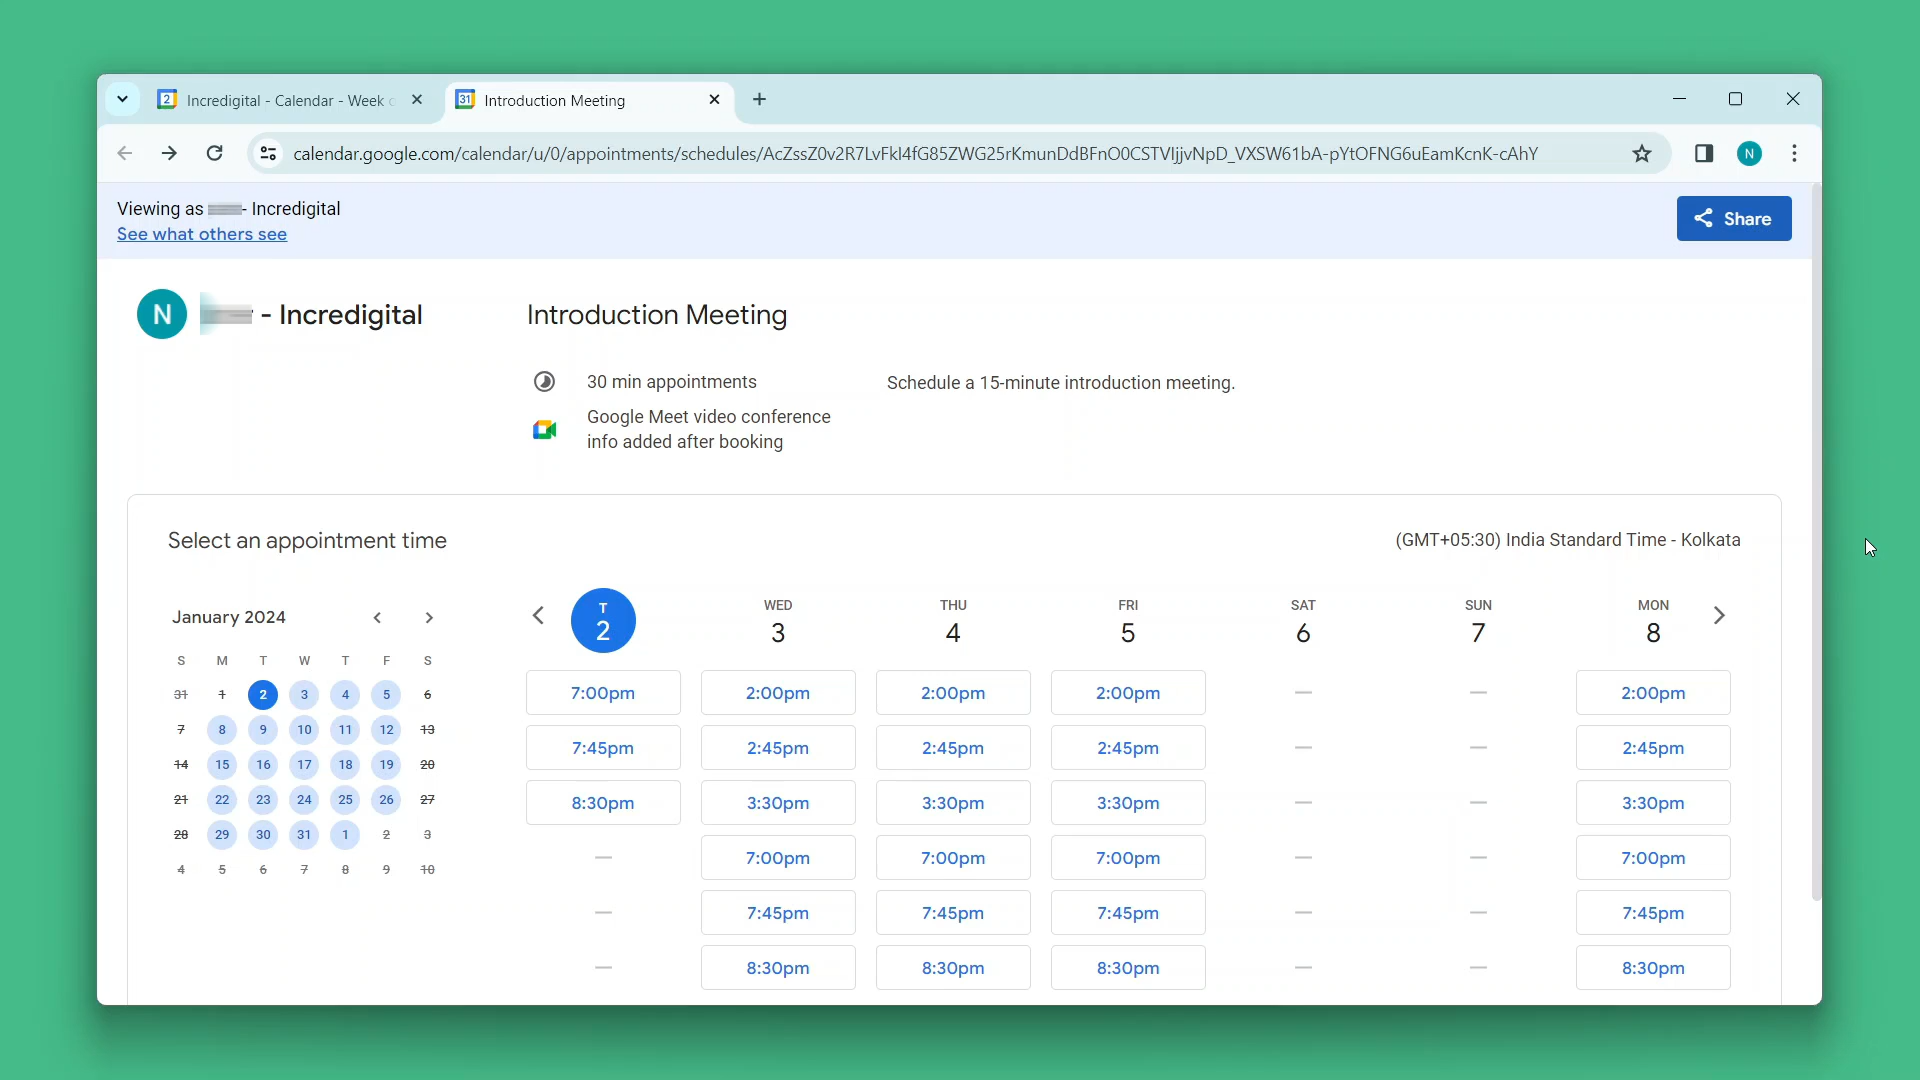 2 Incredigital - Calendar - Week
31 Introduction Meeting
calendar.google.com/calendar/u/0/appointments/schedules/AcZssZ0v2R7LvFkI4fG85ZWG25rKmunDdBFnO0CSTVIjjvNpD_VXSW61bA-pYtOFNG6uEamKcnK-cAhY
N
Viewing as - Incredigital
See what others see
Share
N - Incredigital
Introduction Meeting
30 min appointments
Schedule a 15-minute introduction meeting.
Google Meet video conference
info added after booking
Select an appointment time
(GMT+05:30) India Standard Time - Kolkata
January 2024
S M T W T F S
31 1 2 3 4 5 6
7 8 9 10 11 12 13
14 15 16 17 18 19 20
21 22 23 24 25 26 27
28 29 30 31 1 2 3
4 5 6 7 8 9 10
T WED THU FRI SAT SUN MON
2 3 4 5 6 7 8
7:00pm 2:00pm 2:00pm 2:00pm — — 2:00pm
7:45pm 2:45pm 2:45pm 2:45pm — — 2:45pm
8:30pm 3:30pm 3:30pm 3:30pm — — 3:30pm
— 7:00pm 7:00pm 7:00pm — — 7:00pm
— 7:45pm 7:45pm 7:45pm — — 7:45pm
— 8:30pm 8:30pm 8:30pm — — 8:30pm